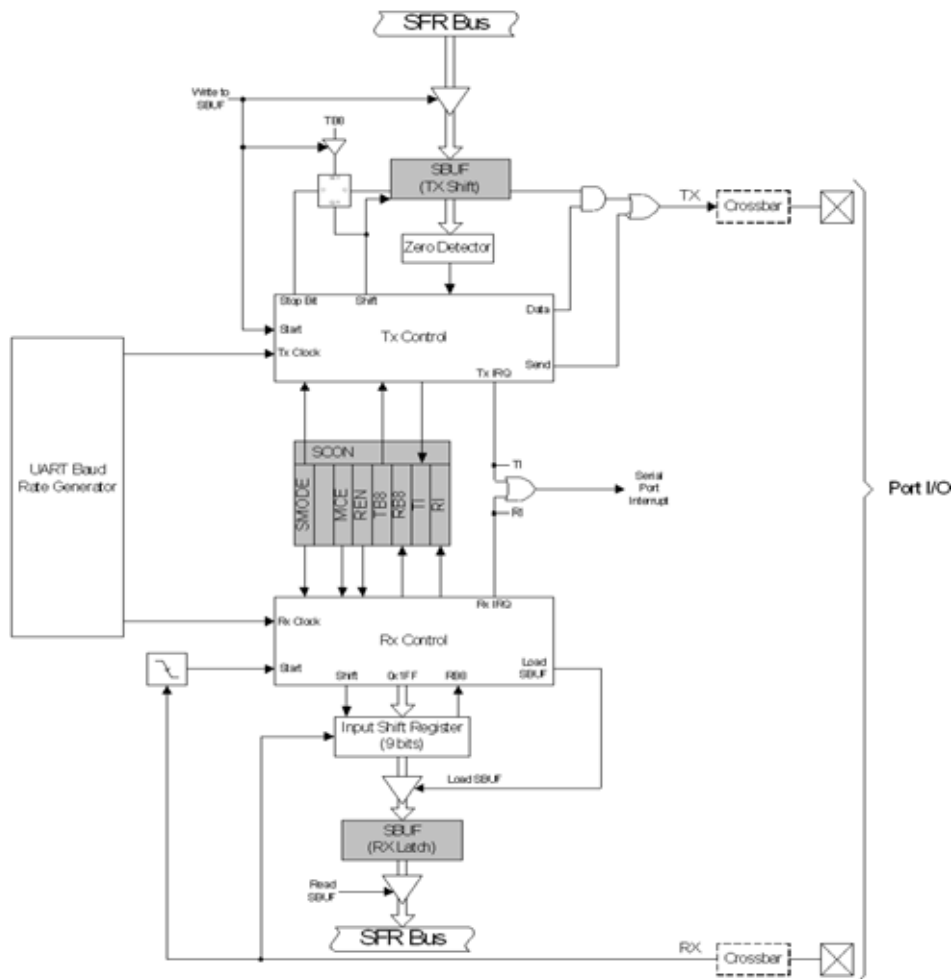 SFR Bus
Write to
SBUF
TB8
SBUF
(TX Shift)
TX
Crossbar
Zero Detector
Stop Bit
Shift
Data
Start
Tx Control
Tx Clock
Send
Tx IRQ
UART Baud
Rate Generator
SCON
SMODE
MCE
REN
TB8
RB8
TI
RI
TI
Serial
Port
Interrupt
RI
Port I/O
Rx IRQ
Rx Clock
Rx Control
Start
Load
SBUF
Shift
0x1FF
RB8
Input Shift Register
(9 bits)
Load SBUF
SBUF
(RX Latch)
Read
SBUF
SFR Bus
RX
Crossbar